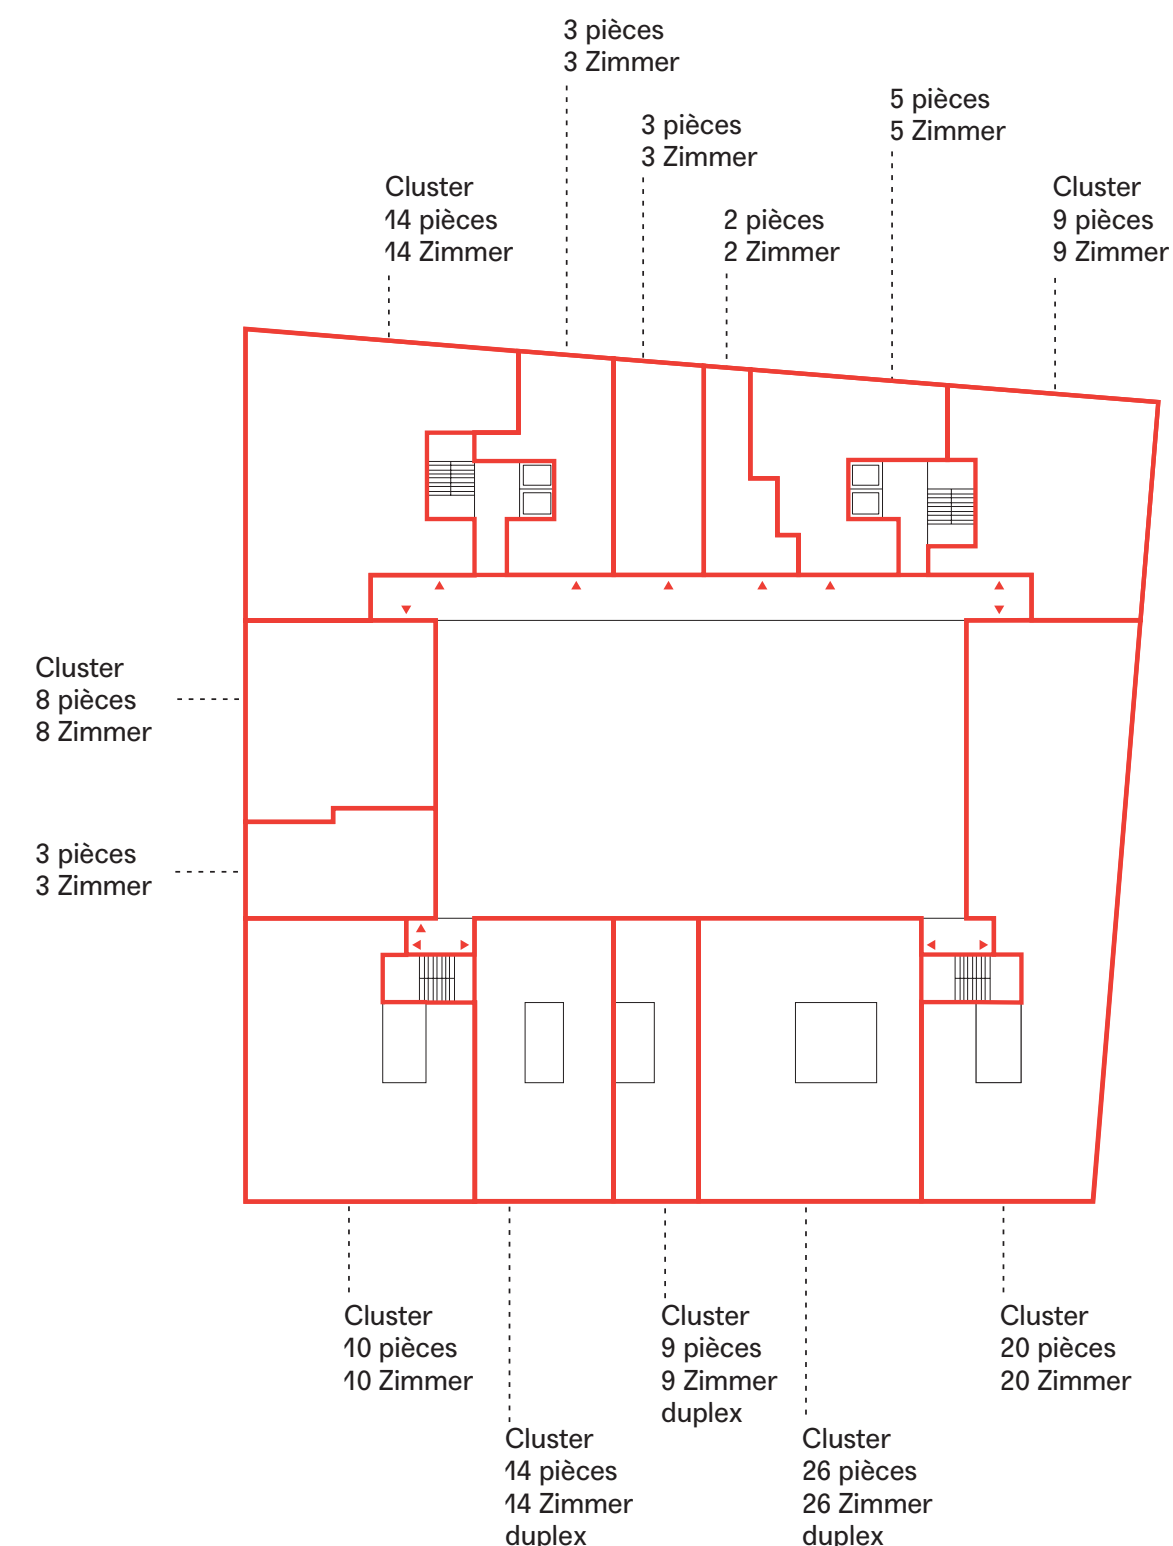 3 pièces
3 Zimmer
5 pièces
5 Zimmer
3 pièces
3 Zimmer
Cluster
14 pièces
14 Zimmer
2 pièces
2 Zimmer
Cluster
9 pièces
9 Zimmer
Cluster
8 pièces
8 Zimmer
3 pièces
3 Zimmer
Cluster
10 pièces
10 Zimmer
Cluster
14 pièces
14 Zimmer
duplex
Cluster
9 pièces
9 Zimmer
duplex
Cluster
26 pièces
26 Zimmer
duplex
Cluster
20 pièces
20 Zimmer